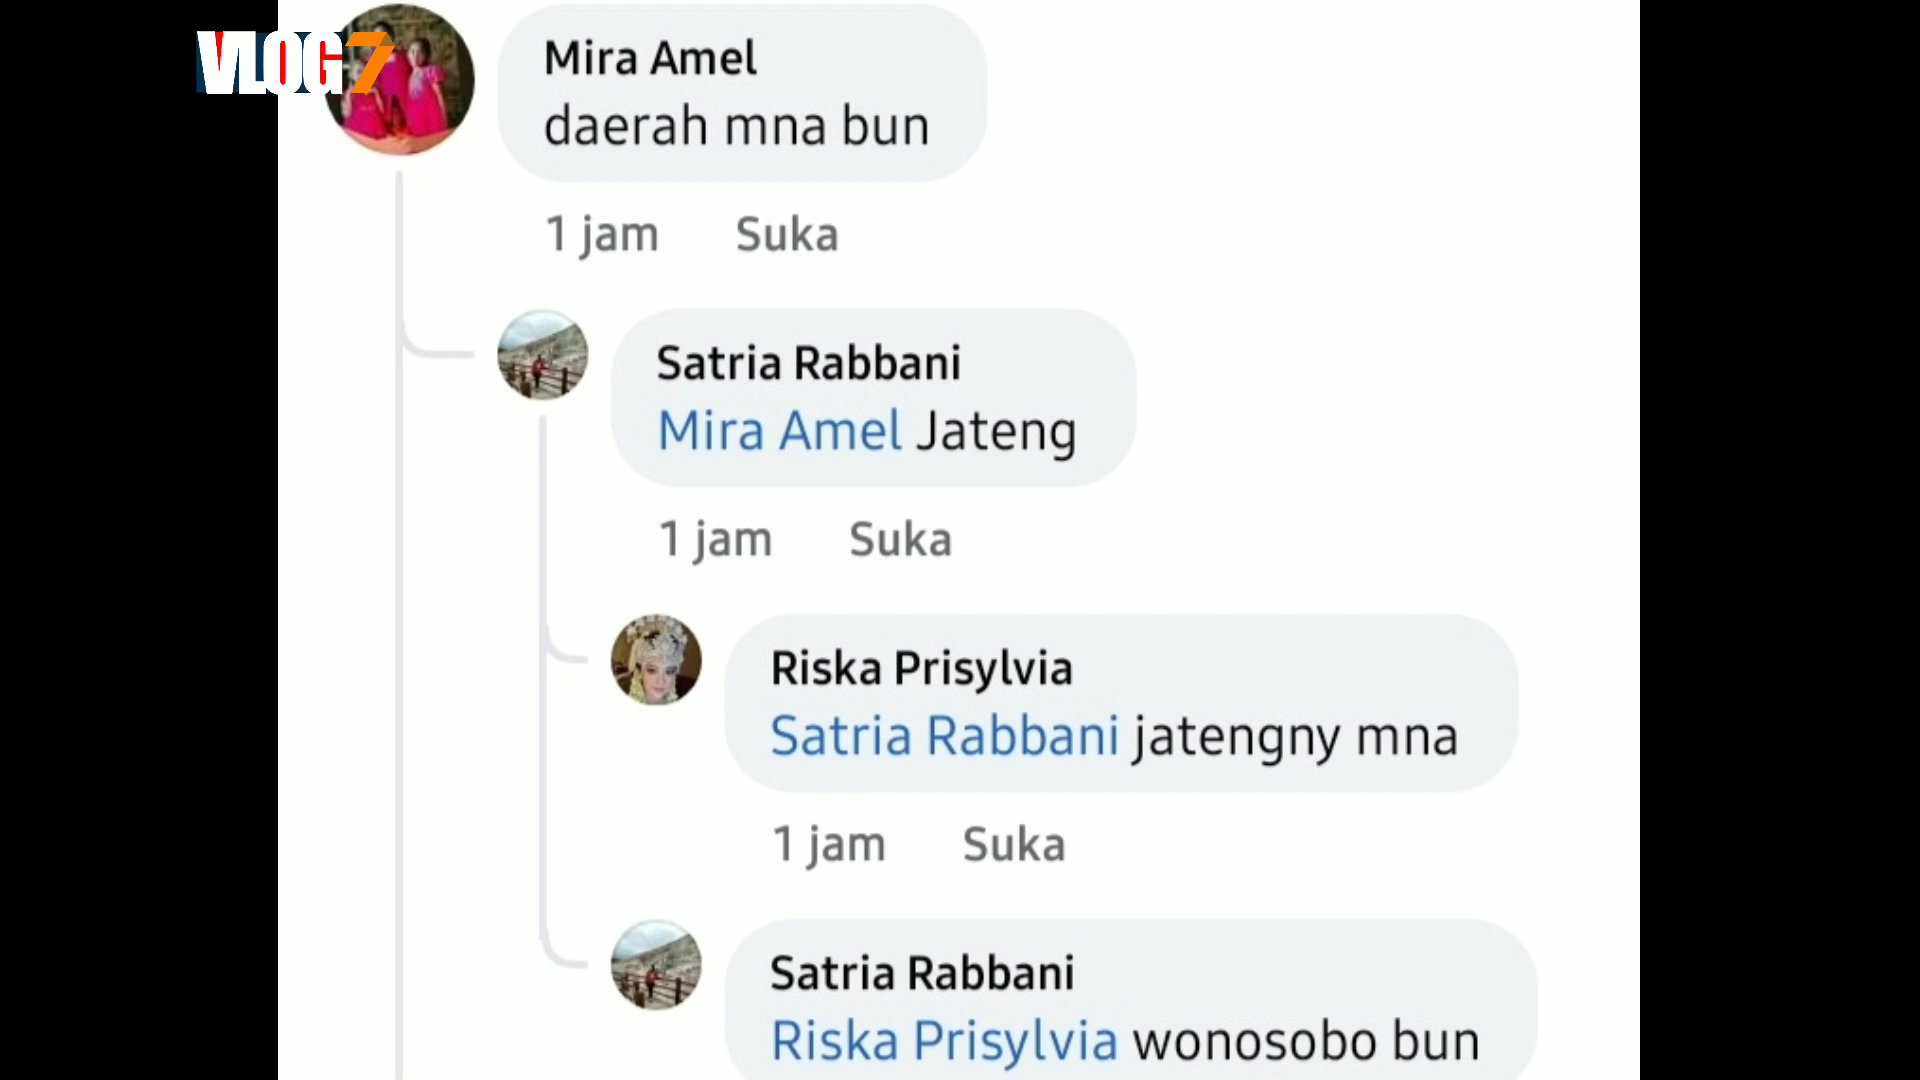 VLOG7
Mira Amel
daerah mna bun
1 jam Suka
Satria Rabbani
Mira Amel Jateng
1 jam Suka
Riska Prisylvia
Satria Rabbani jatengny mna
1 jam Suka
Satria Rabbani
Riska Prisylvia wonosobo bun